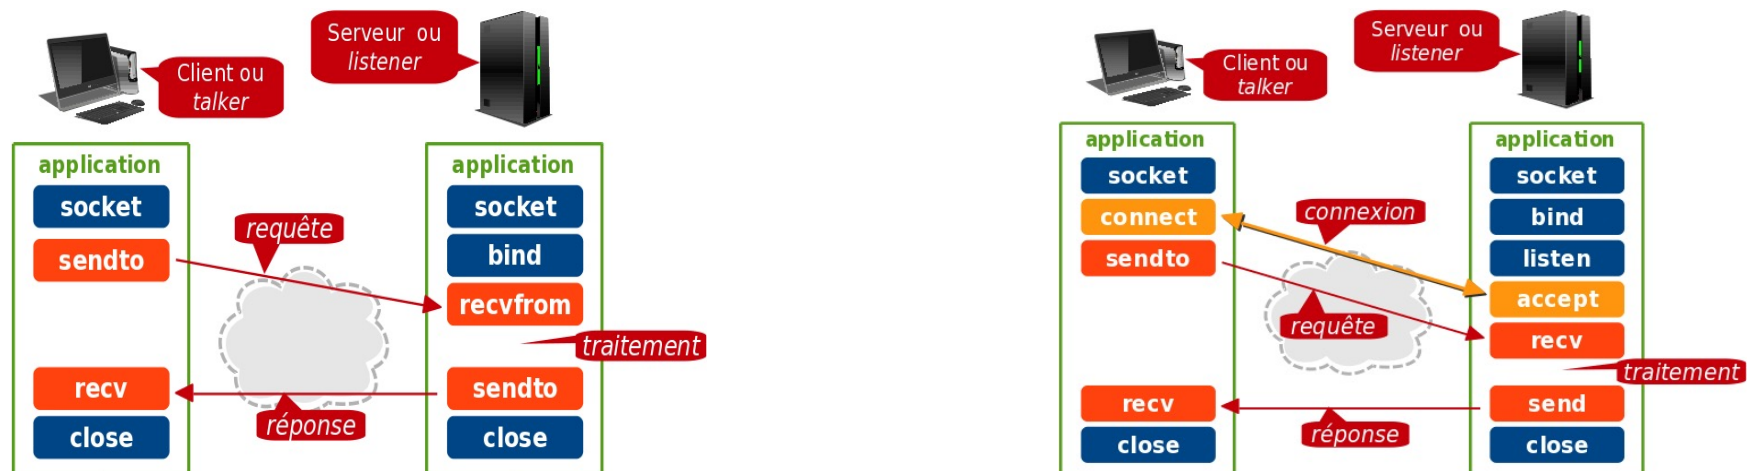 Serveur ou
listener
Client ou
talker
application
socket
sendto
recv
close
requête
réponse
application
socket
bind
recvfrom
traitement
sendto
close
Serveur ou
listener
Client ou
talker
application
socket
connect
sendto
recv
close
connexion
requête
réponse
application
socket
bind
listen
accept
recv
traitement
send
close